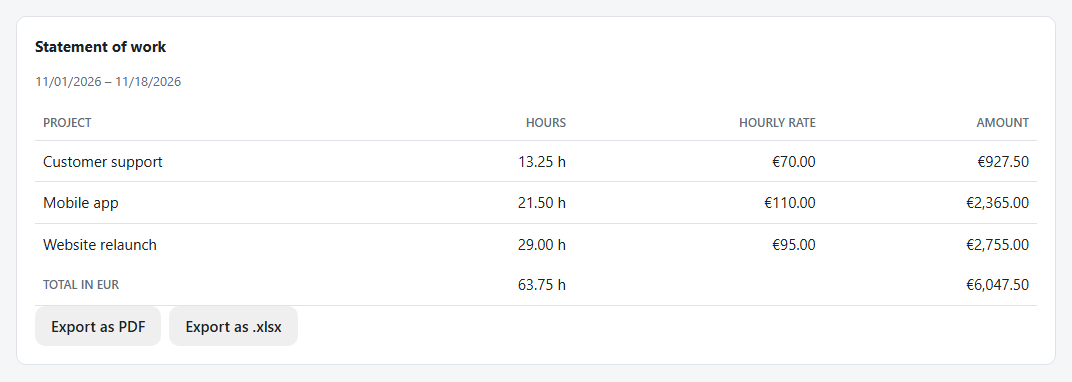 Statement of work
11/01/2026 – 11/18/2026
PROJECT HOURS HOURLY RATE AMOUNT
Customer support 13.25 h €70.00 €927.50
Mobile app 21.50 h €110.00 €2,365.00
Website relaunch 29.00 h €95.00 €2,755.00
TOTAL IN EUR 63.75 h €6,047.50
Export as PDF Export as .xlsx